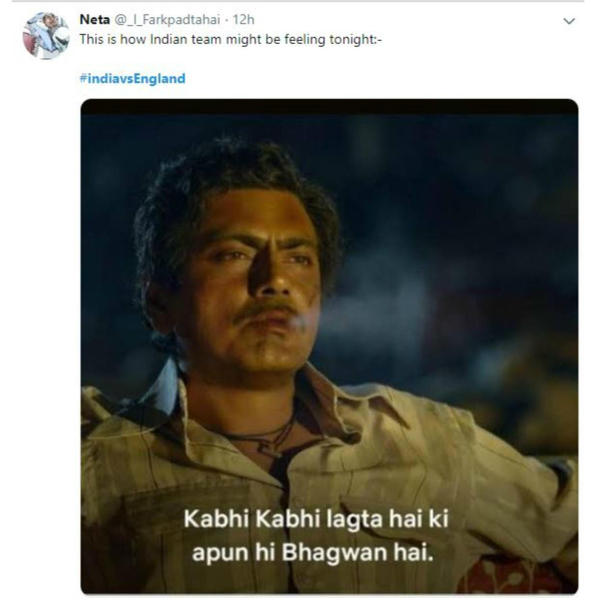 Neta @_I_Farkpadtahai · 12h
This is how Indian team might be feeling tonight:-
#indiavsEngland
Kabhi Kabhi lagta hai ki
apun hi Bhagwan hai.